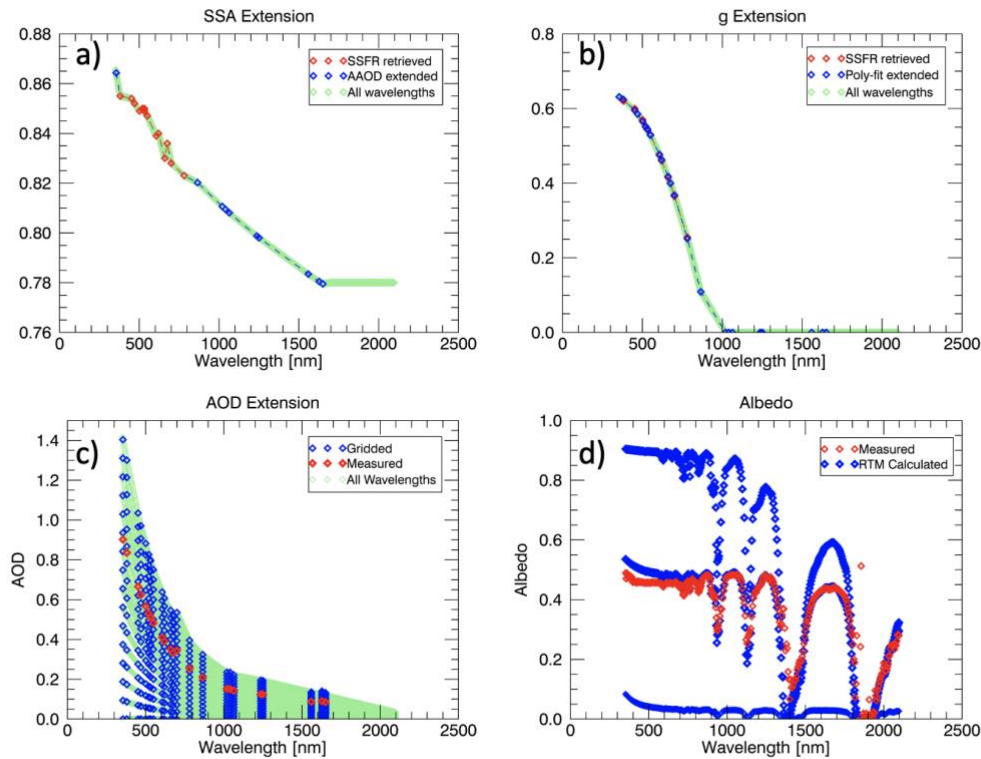 SSA Extension
a)
SSFR retrieved
AAOD extended
All wavelengths
0.88
0.86
0.84
0.82
0.80
0.78
0.76
0 500 1000 1500 2000 2500
Wavelength [nm]
g Extension
b)
SSFR retrieved
Poly-fit extended
All wavelengths
0.8
0.6
0.4
0.2
0.0
0 500 1000 1500 2000 2500
Wavelength [nm]
AOD Extension
c)
Gridded
Measured
All Wavelengths
1.4
1.2
1.0
0.8
0.6
0.4
0.2
0.0
AOD
0 500 1000 1500 2000 2500
Wavelength [nm]
Albedo
d)
Measured
RTM Calculated
1.0
0.8
0.6
0.4
0.2
0.0
Albedo
0 500 1000 1500 2000 2500
Wavelength [nm]